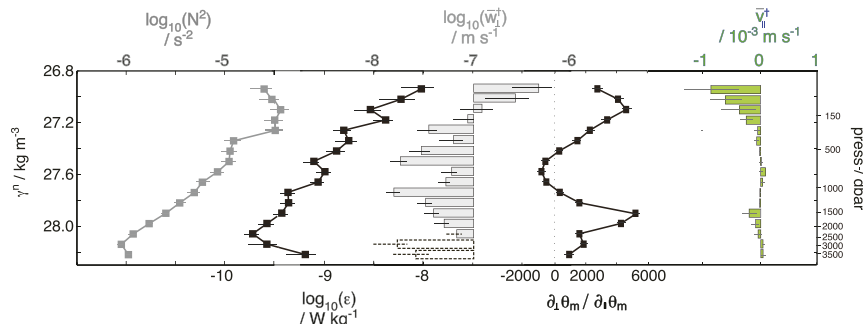 log10(N²)
/ s-2
log10(w̅⊥†)
/ m s-1
v̅∥†
/ 10-3 m s-1
-6 -5 -8 -7 -6 -1 0 1
26.8
27.2
27.6
28.0
γn / kg m-3
150
500
1000
1500
2000
2500
3000
3500
press. / dbar
-10 -9 -8 -2000 0 2000 4000 6000
log10(ε)
/ W kg-1
∂⊥θm / ∂∥θm